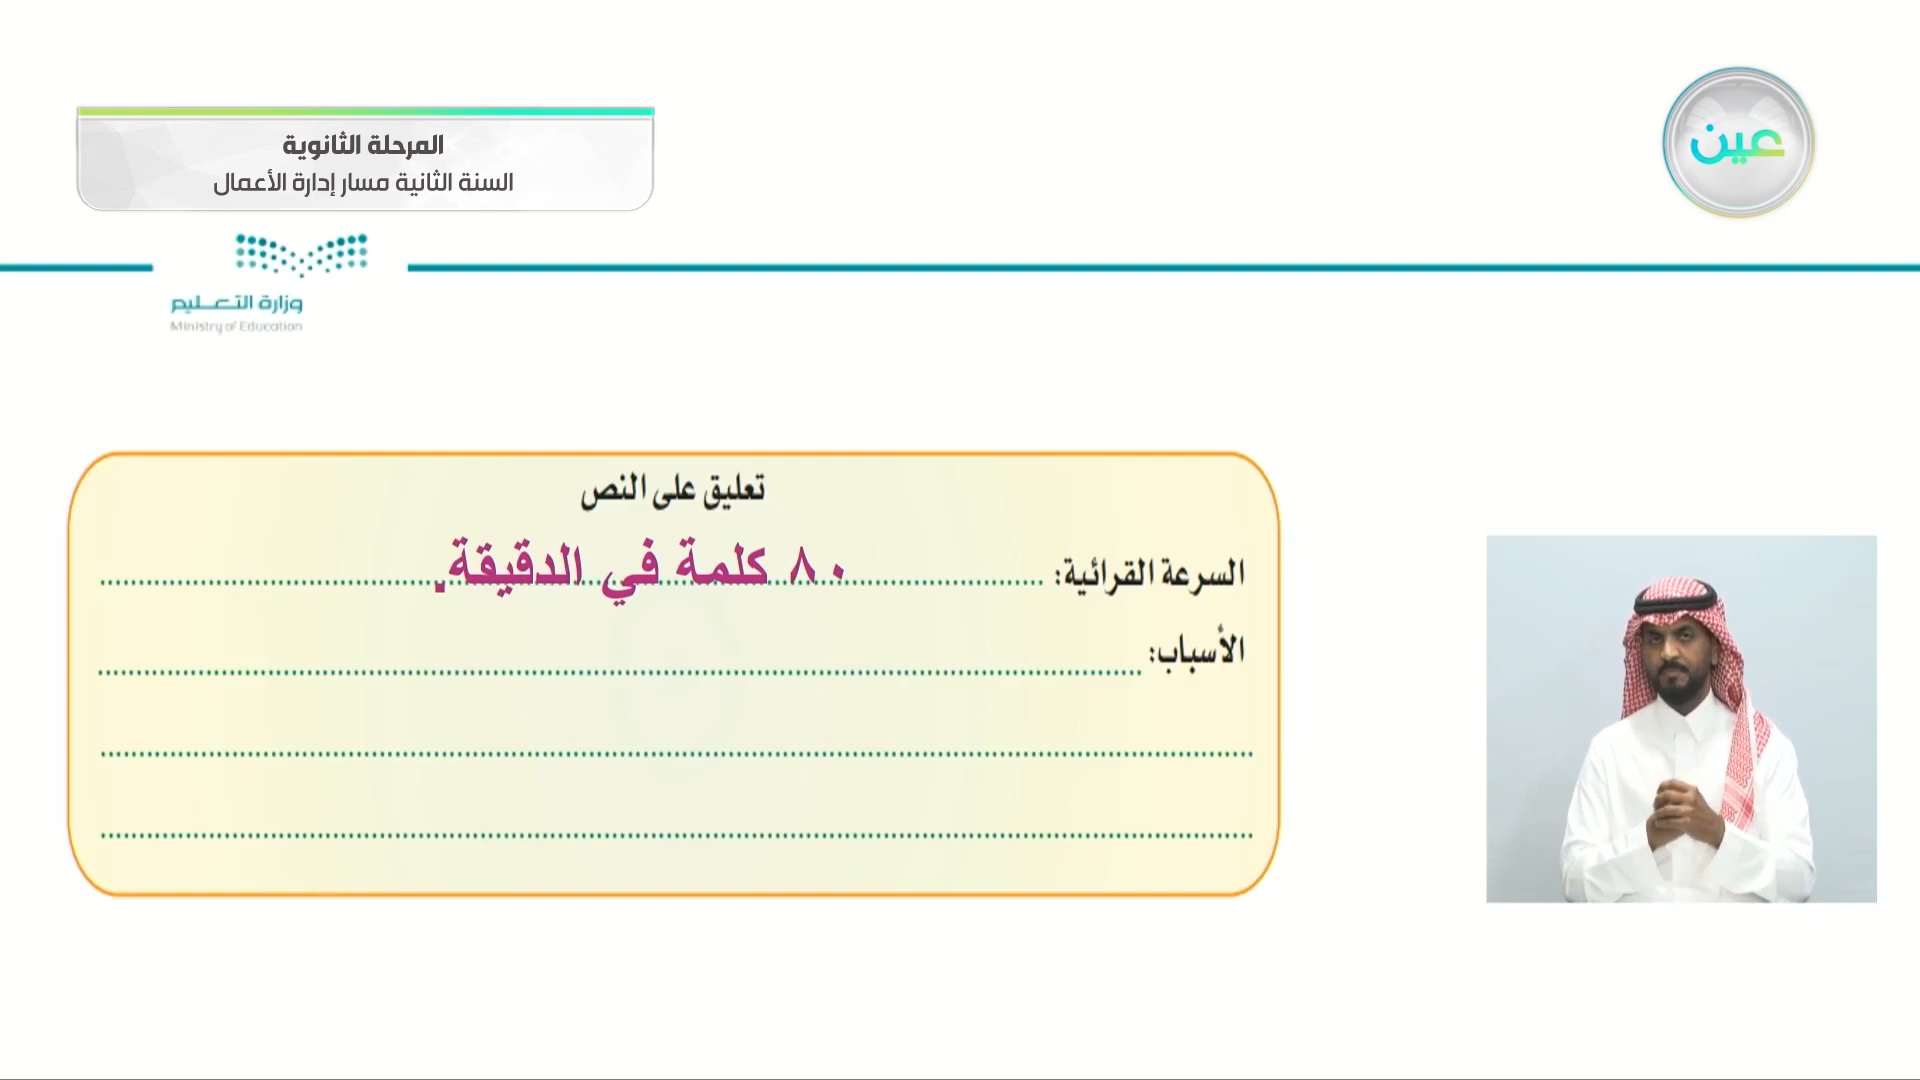 المرحلة الثانوية
السنة الثانية مسار إدارة الأعمال
عين
وزارة التعليم
Ministry of Education
تعليق على النص
السرعة القرائية: ٨٠ كلمة في الدقيقة.
الأسباب: